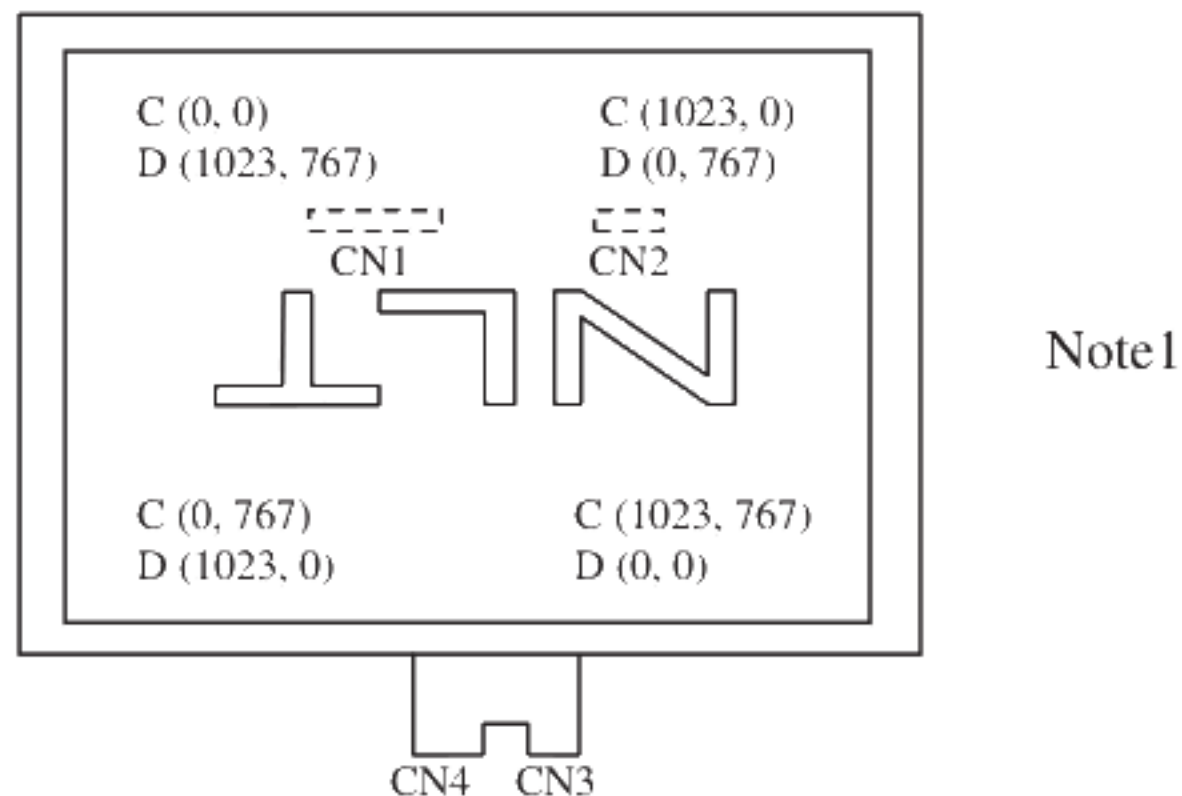 C (0, 0)
C (1023, 0)
D (1023, 767)
D (0, 767)
CN1
CN2
NLT
Note1
C (0, 767)
C (1023, 767)
D (1023, 0)
D (0, 0)
CN4
CN3